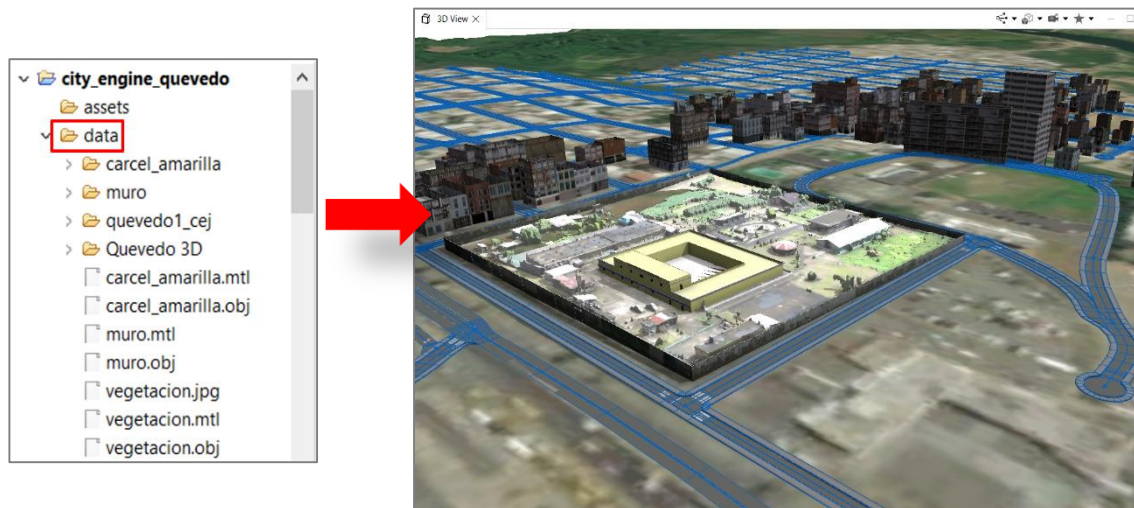 city_engine_quevedo
assets
data
carcel_amarilla
muro
quevedo1_cej
Quevedo 3D
carcel_amarilla.mtl
carcel_amarilla.obj
muro.mtl
muro.obj
vegetacion.jpg
vegetacion.mtl
vegetacion.obj
3D View